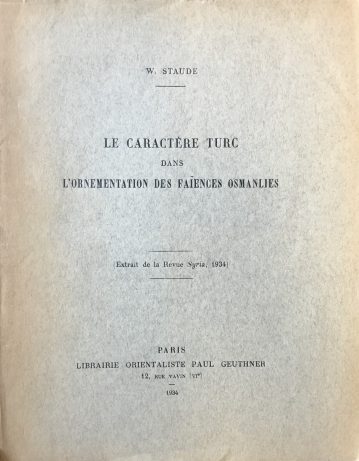 W. STAUDE
LE CARACTÈRE TURC
DANS
L'ORNEMENTATION DES FAÏENCES OSMANLIES
(Extrait de la Revue Syria, 1934)
PARIS
LIBRAIRIE ORIENTALISTE PAUL GEUTHNER
12, RUE VAVIN (VIe)
1934